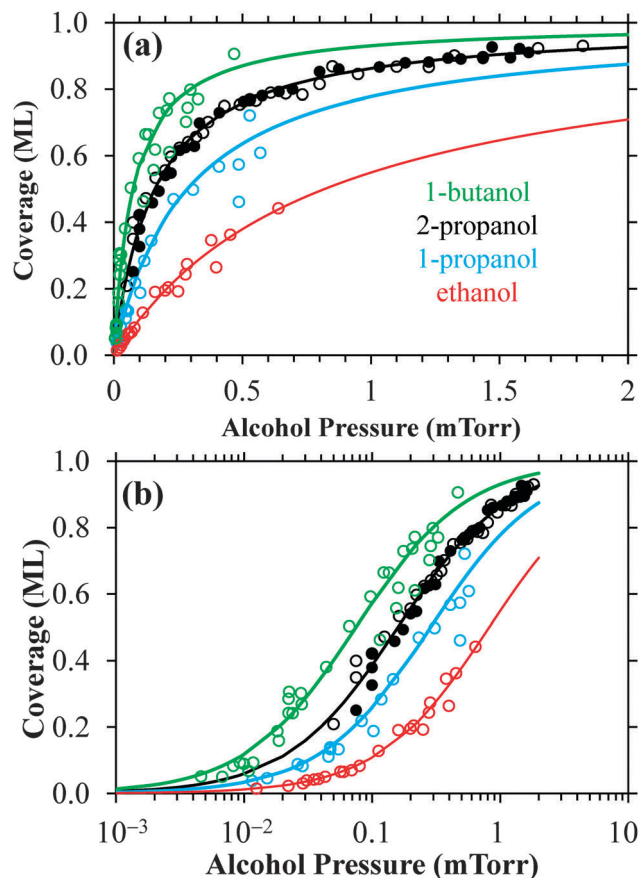 (a)
1.0
0.8
0.6
0.4
0.2
0.0
Coverage (ML)
1-butanol
2-propanol
1-propanol
ethanol
0 0.5 1 1.5 2
Alcohol Pressure (mTorr)
(b)
1.0
0.8
0.6
0.4
0.2
0.0
Coverage (ML)
10⁻³ 10⁻² 0.1 1 10
Alcohol Pressure (mTorr)